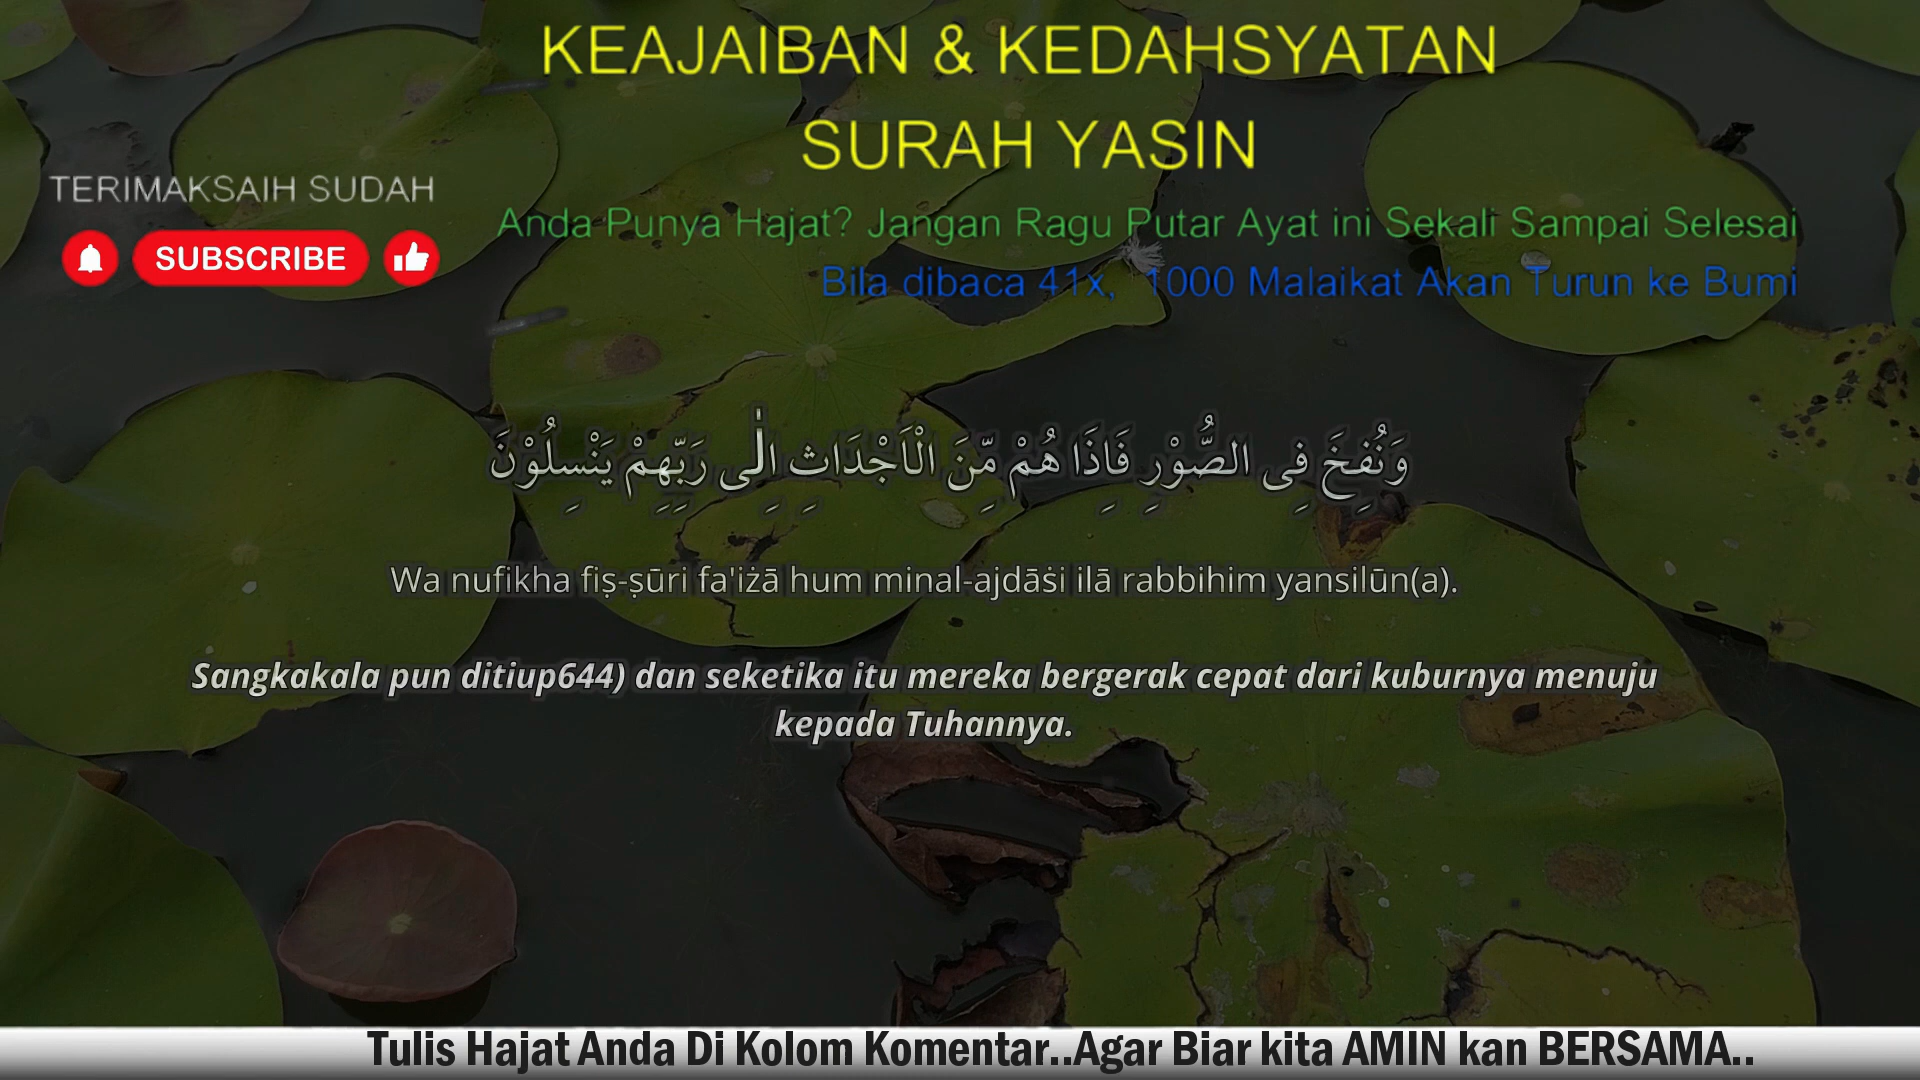 KEAJAIBAN & KEDAHSYATAN
SURAH YASIN
TERIMAKSAIH SUDAH
SUBSCRIBE
Anda Punya Hajat? Jangan Ragu Putar Ayat ini Sekali Sampai Selesai
Bila dibaca 41x, 1000 Malaikat Akan Turun ke Bumi
وَنُفِخَ فِى الصُّوْرِ فَاِذَا هُمْ مِّنَ الْاَجْدَاثِ اِلٰى رَبِّهِمْ يَنْسِلُوْنَ
Wa nufikha fiṣ-ṣūri fa'iżā hum minal-ajdāṡi ilā rabbihim yansilūn(a).
Sangkakala pun ditiup644) dan seketika itu mereka bergerak cepat dari kuburnya menuju
kepada Tuhannya.
Tulis Hajat Anda Di Kolom Komentar..Agar Biar kita AMIN kan BERSAMA..